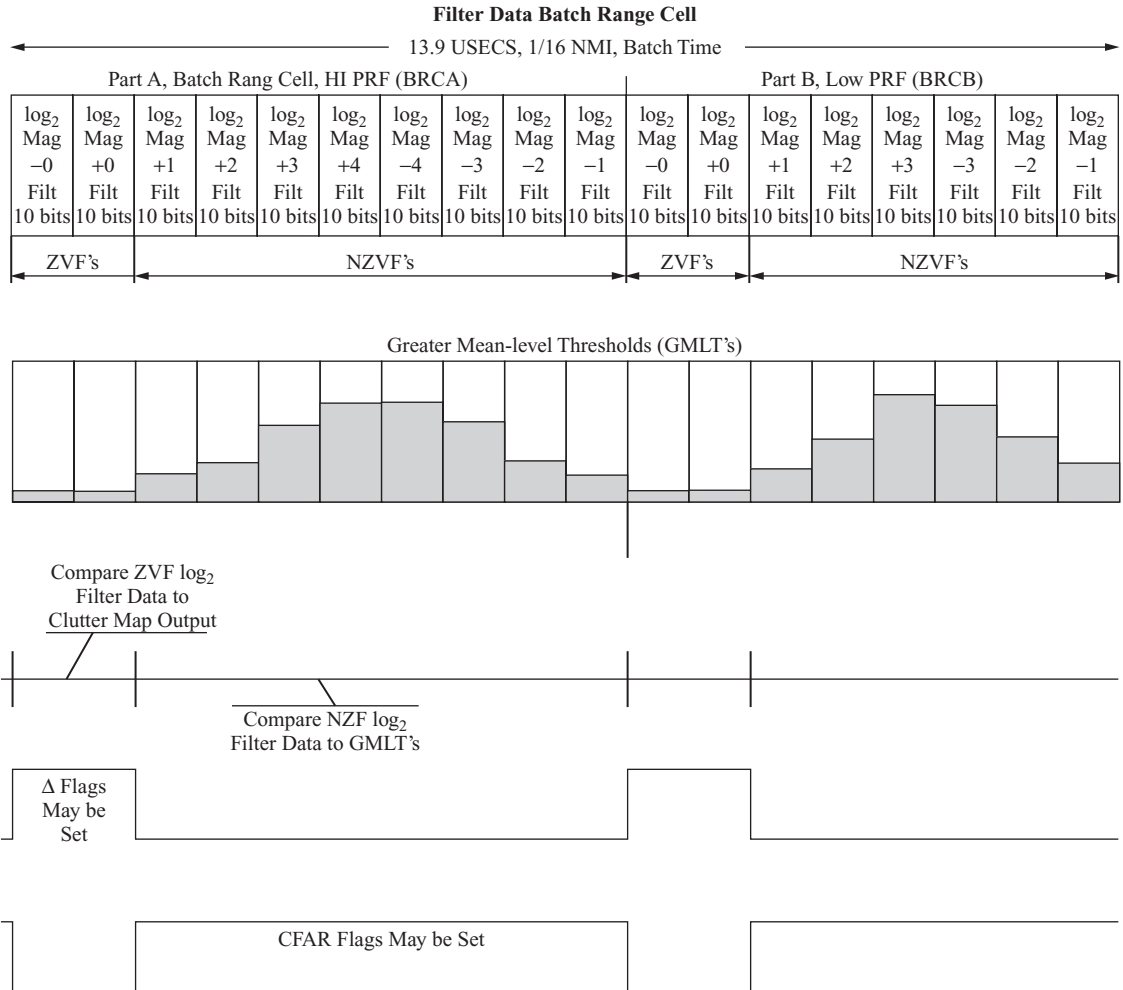 Filter Data Batch Range Cell
13.9 USECS, 1/16 NMI, Batch Time
Part A, Batch Rang Cell, HI PRF (BRCA)
Part B, Low PRF (BRCB)
log₂ Mag −0 Filt 10 bits
log₂ Mag +0 Filt 10 bits
log₂ Mag +1 Filt 10 bits
log₂ Mag +2 Filt 10 bits
log₂ Mag +3 Filt 10 bits
log₂ Mag +4 Filt 10 bits
log₂ Mag −4 Filt 10 bits
log₂ Mag −3 Filt 10 bits
log₂ Mag −2 Filt 10 bits
log₂ Mag −1 Filt 10 bits
log₂ Mag −0 Filt 10 bits
log₂ Mag +0 Filt 10 bits
log₂ Mag +1 Filt 10 bits
log₂ Mag +2 Filt 10 bits
log₂ Mag +3 Filt 10 bits
log₂ Mag −3 Filt 10 bits
log₂ Mag −2 Filt 10 bits
log₂ Mag −1 Filt 10 bits
ZVF's
NZVF's
ZVF's
NZVF's
Greater Mean-level Thresholds (GMLT's)
Compare ZVF log₂
Filter Data to
Clutter Map Output
Compare NZF log₂
Filter Data to GMLT's
Δ Flags
May be
Set
CFAR Flags May be Set